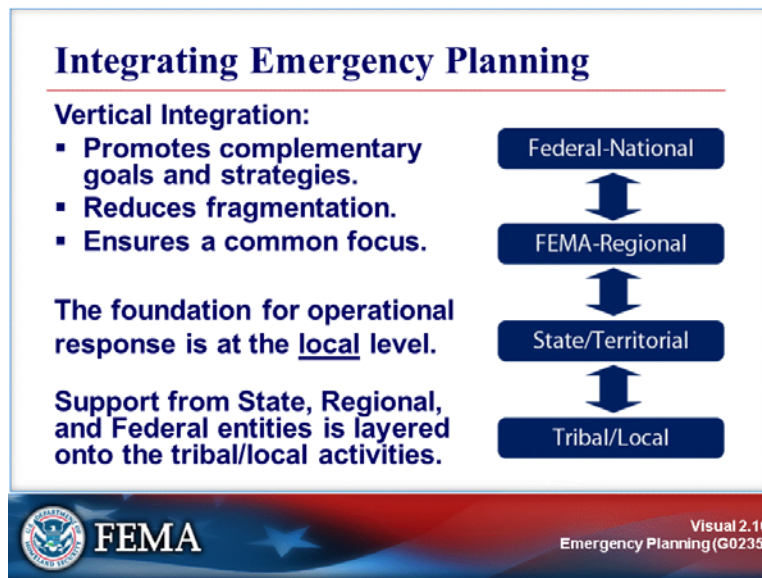 Integrating Emergency Planning
Vertical Integration:
▪ Promotes complementary
goals and strategies.
▪ Reduces fragmentation.
▪ Ensures a common focus.
The foundation for operational
response is at the local level.
Support from State, Regional,
and Federal entities is layered
onto the tribal/local activities.
Federal-National
FEMA-Regional
State/Territorial
Tribal/Local
FEMA
Visual 2.1
Emergency Planning (G0235